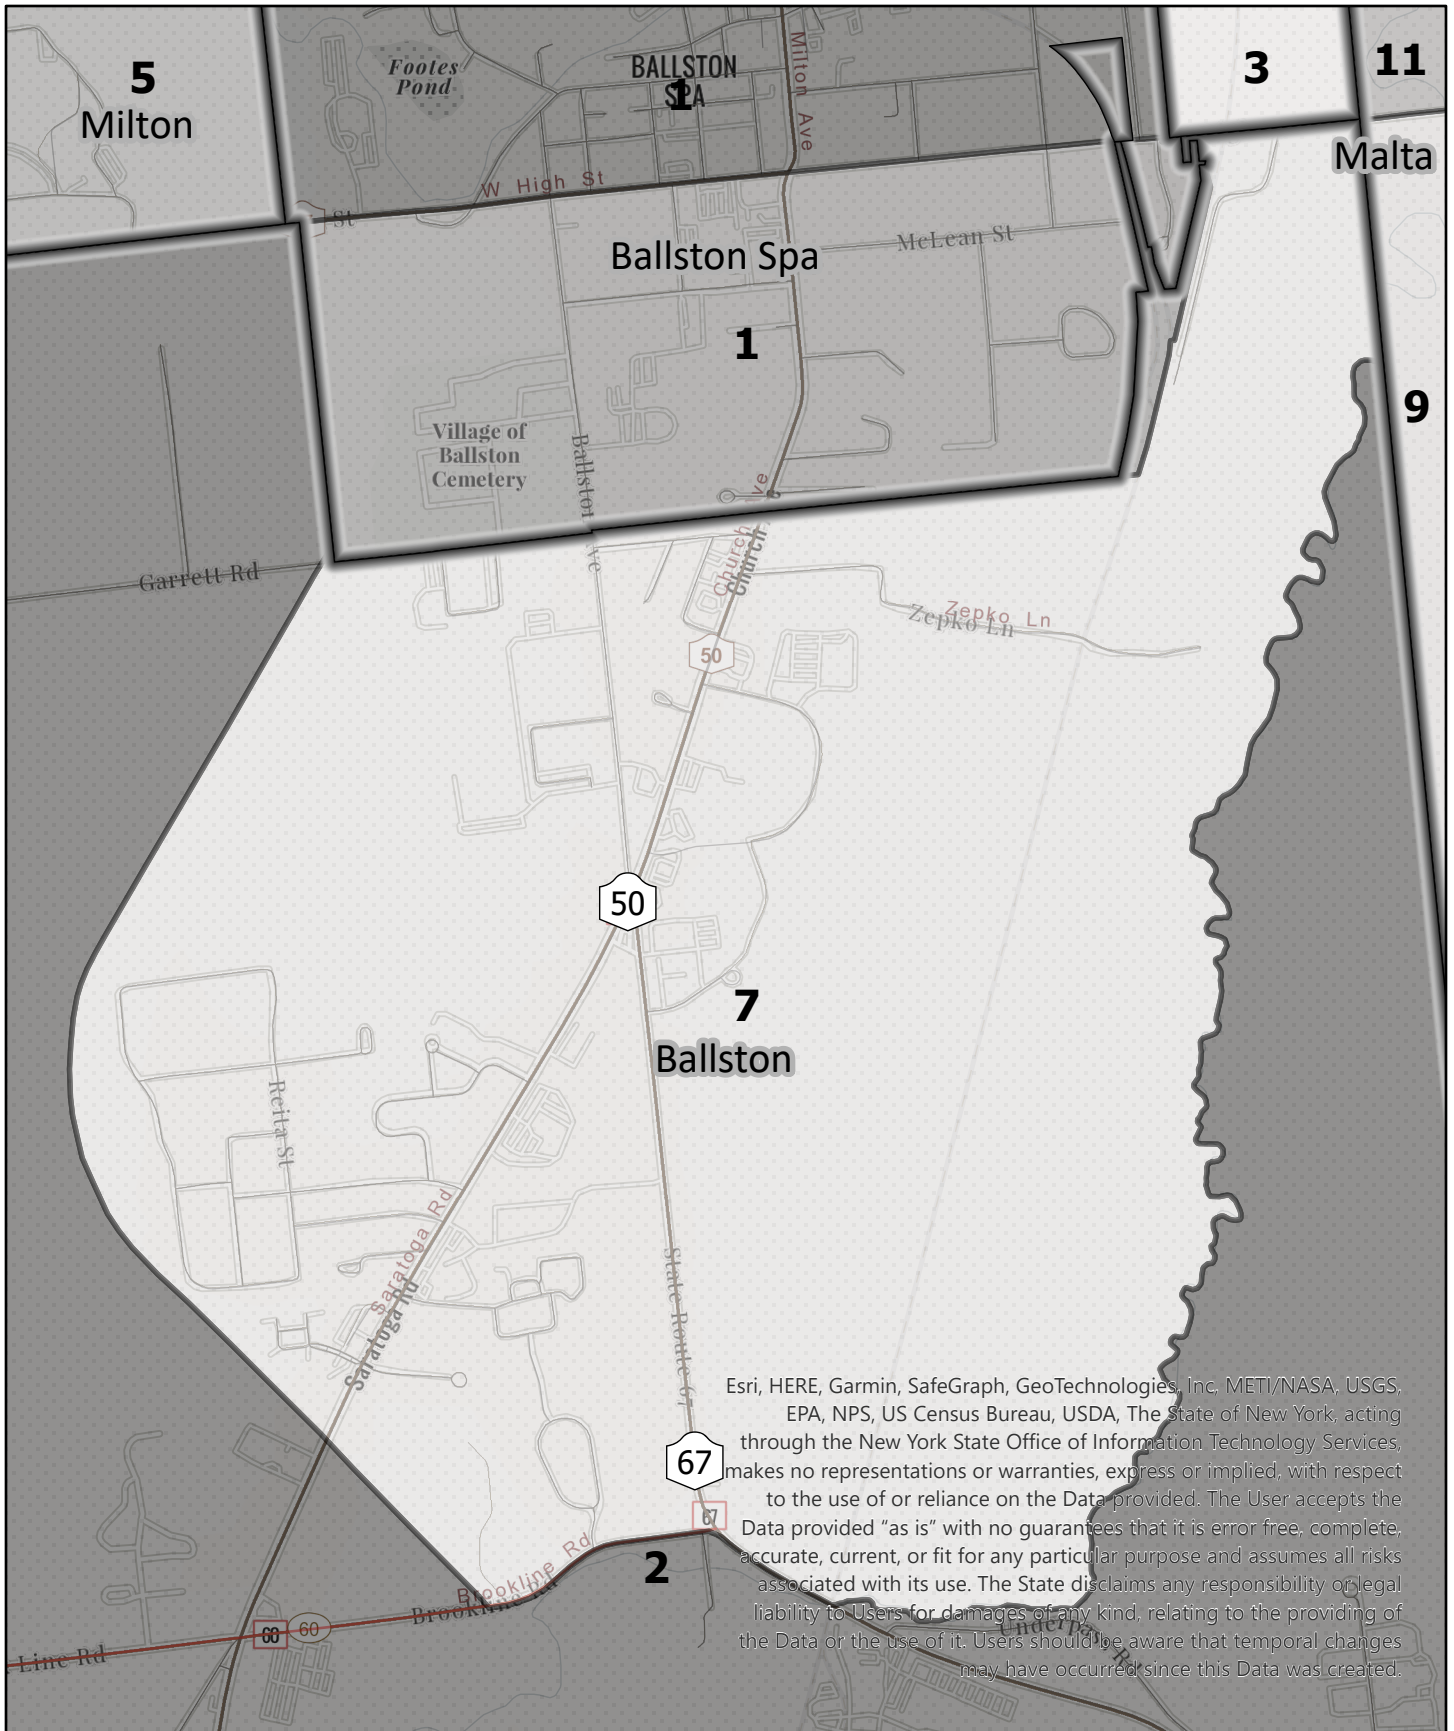 5
Milton
Footes
Pond
BALLSTON
SPA
1
Milton Ave
3
11
Malta
W High St
St
Ballston Spa
McLean St
1
9
Village of
Ballston
Cemetery
Ballston Ave
Garrett Rd
Church Ave
Church
Zepko Ln
Zepko Ln
50
50
7
Ballston
Reita St
Saratoga Rd
Saratoga Rd
State Route 67
67
67
2
Brookline Rd
Brookline Rd
60
60
Line Rd
Underpass Rd
Esri, HERE, Garmin, SafeGraph, GeoTechnologies, Inc, METI/NASA, USGS,
EPA, NPS, US Census Bureau, USDA, The State of New York, acting
through the New York State Office of Information Technology Services,
makes no representations or warranties, express or implied, with respect
to the use of or reliance on the Data provided. The User accepts the
Data provided “as is” with no guarantees that it is error free, complete,
accurate, current, or fit for any particular purpose and assumes all risks
associated with its use. The State disclaims any responsibility or legal
liability to Users for damages of any kind, relating to the providing of
the Data or the use of it. Users should be aware that temporal changes
may have occurred since this Data was created.